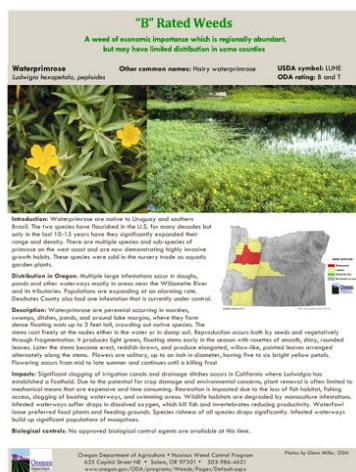 “B” Rated Weeds
A weed of economic importance which is regionally abundant,
but may have limited distribution in some counties
Waterprimrose
Other common names: Hairy waterprimrose
USDA symbol: LUHE
Ludwigia hexapetala, peploides
ODA rating: B and T
Introduction: Waterprimrose are native to Uruguay and southern
Brazil. The two species have flourished in the U.S. for many decades but
only in the last 10-15 years have they significantly expanded their
range and density. There are multiple species and sub-species of
primrose on the west coast and are now demonstrating highly invasive
growth habits. These species were sold in the nursery trade as aquatic
garden plants.
Distribution in Oregon: Multiple large infestations occur in sloughs,
ponds and other waterways mostly in areas near the Willamette River
and its tributaries. Populations are expanding at an alarming rate.
Deschutes County also had one infestation that is currently under control.
Description: Waterprimrose are perennial occurring in marshes,
swamps, ditches, ponds, and around lake margins, where they form
dense floating mats up to 3 feet tall, crowding out native species. The
stems root freely at the nodes either in the water or in damp soil. Reproduction occurs both by seeds and vegetatively
through fragmentation. It produces light green, floating stems early in the season with rosettes of smooth, shiny, rounded
leaves. Later the stems become erect, reddish-brown, and produce elongated, willow-like, pointed leaves arranged
alternately along the stems. Flowers are solitary, up to an inch in diameter, having five to six bright yellow petals.
Flowering occurs from mid to late summer and continues until a killing frost
Impacts: Significant clogging of irrigation canals and drainage ditches occurs in California where Ludwigia has
established a foothold. Due to the potential for crop damage and environmental concerns, plant removal is often limited to
mechanical means that are expensive and time consuming. Recreation is impacted due to the loss of fish habitat, fishing
access, clogging of boating waterways, and swimming areas. Wildlife habitats are degraded by monoculture infestations.
Infested waterways suffer drops in dissolved oxygen, which kill fish and invertebrates reducing productivity. Waterfowl
loose preferred food plants and feeding grounds. Species richness of all species drops significantly. Infested waterways
build up significant populations of mosquitoes.
Biological controls: No approved biological control agents are available at this time.
Photos by Glenn Miller, ODA
Oregon Department of Agriculture • Noxious Weed Control Program
635 Capitol Street NE • Salem, OR 97301 • 503-986-4621
www.oregon.gov/ODA/programs/Weeds/Pages/Default.aspx
Oregon